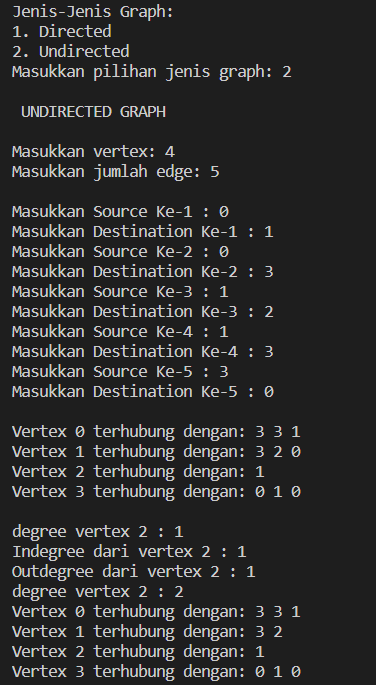 Jenis-Jenis Graph:
1. Directed
2. Undirected
Masukkan pilihan jenis graph: 2
UNDIRECTED GRAPH
Masukkan vertex: 4
Masukkan jumlah edge: 5
Masukkan Source Ke-1 : 0
Masukkan Destination Ke-1 : 1
Masukkan Source Ke-2 : 0
Masukkan Destination Ke-2 : 3
Masukkan Source Ke-3 : 1
Masukkan Destination Ke-3 : 2
Masukkan Source Ke-4 : 1
Masukkan Destination Ke-4 : 3
Masukkan Source Ke-5 : 3
Masukkan Destination Ke-5 : 0
Vertex 0 terhubung dengan: 3 3 1
Vertex 1 terhubung dengan: 3 2 0
Vertex 2 terhubung dengan: 1
Vertex 3 terhubung dengan: 0 1 0
degree vertex 2 : 1
Indegree dari vertex 2 : 1
Outdegree dari vertex 2 : 1
degree vertex 2 : 2
Vertex 0 terhubung dengan: 3 3 1
Vertex 1 terhubung dengan: 3 2
Vertex 2 terhubung dengan: 1
Vertex 3 terhubung dengan: 0 1 0